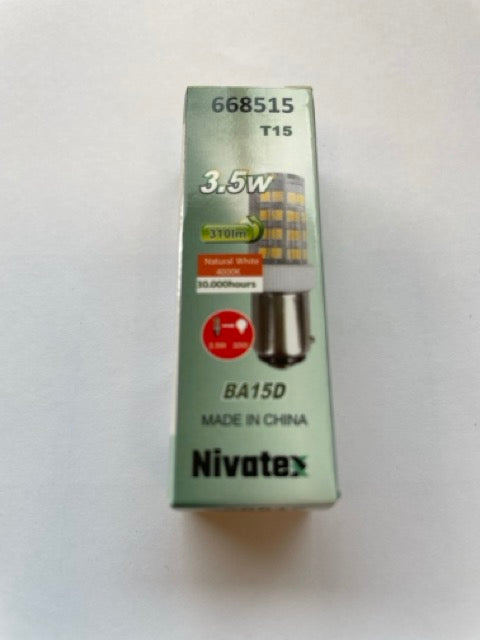 668515
T15
3.5w
310lm
Natural White
4000K
30.000hours
BA15D
MADE IN CHINA
Nivatex